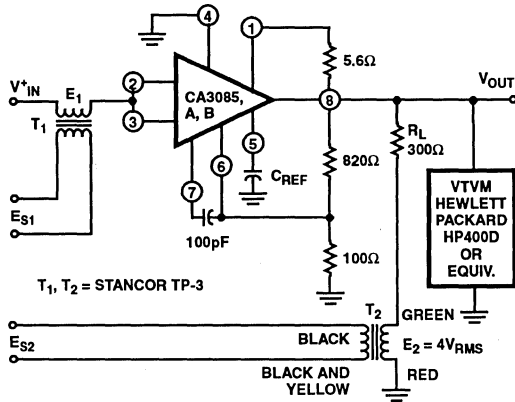 4
1
5.6Ω
V+IN
E1
2
CA3085,
A, B
8
VOUT
T1
3
RL
300Ω
5
6
820Ω
ES1
7
CREF
VTVM
HEWLETT
PACKARD
HP400D
OR
EQUIV.
100pF
100Ω
T1, T2 = STANCOR TP-3
T2
GREEN
ES2
BLACK
E2 = 4VRMS
BLACK AND
YELLOW
RED